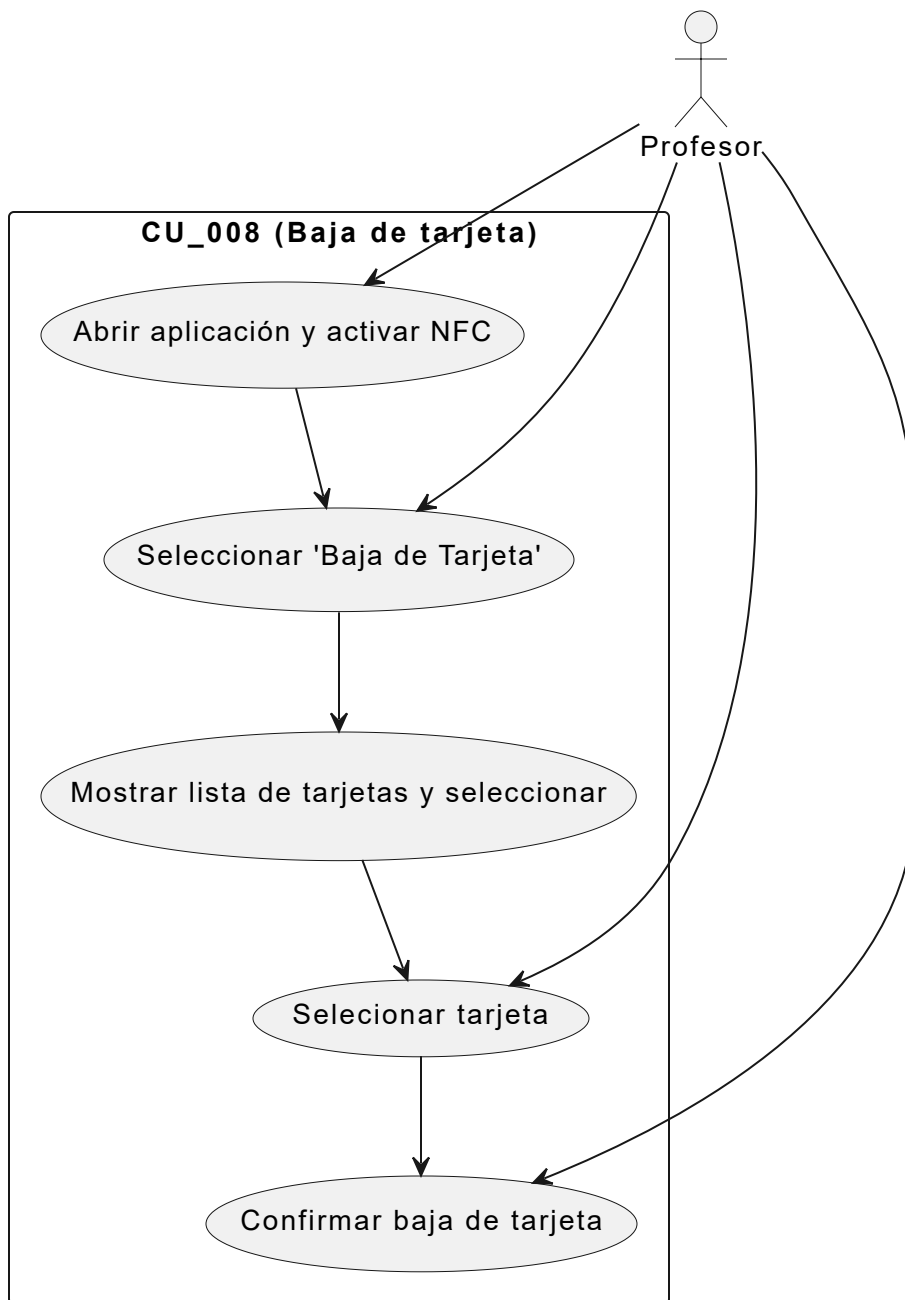 Profesor
CU_008 (Baja de tarjeta)
Abrir aplicación y activar NFC
Seleccionar 'Baja de Tarjeta'
Mostrar lista de tarjetas y seleccionar
Selecionar tarjeta
Confirmar baja de tarjeta